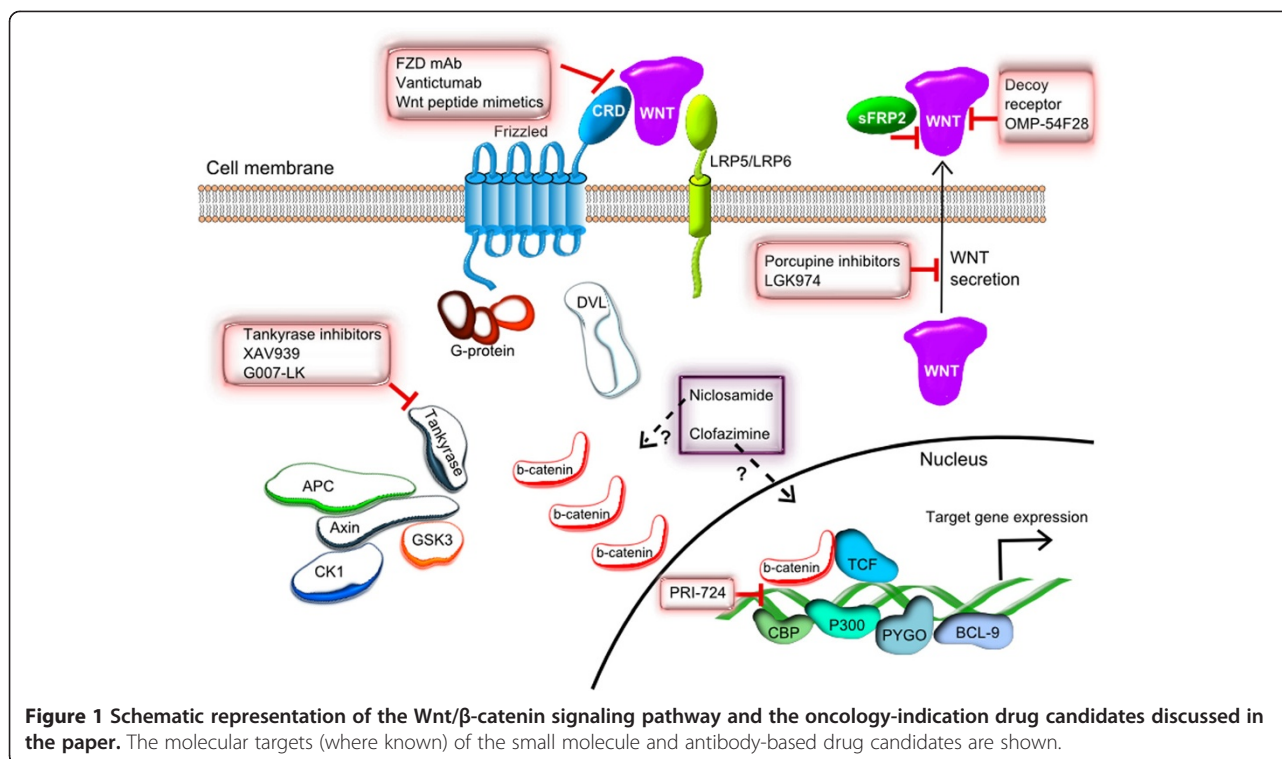 FZD mAb
Vantictumab
Wnt peptide mimetics
CRD
WNT
Frizzled
LRP5/LRP6
Cell membrane
sFRP2
WNT
Decoy
receptor
OMP-54F28
Porcupine inhibitors
LGK974
WNT
secretion
WNT
DVL
G-protein
Tankyrase inhibitors
XAV939
G007-LK
Tankyrase
APC
Axin
GSK3
CK1
Niclosamide
?
Clofazimine
?
b-catenin
b-catenin
b-catenin
Nucleus
Target gene expression
b-catenin
TCF
PRI-724
CBP
P300
PYGO
BCL-9
Figure 1 Schematic representation of the Wnt/β-catenin signaling pathway and the oncology-indication drug candidates discussed in
the paper. The molecular targets (where known) of the small molecule and antibody-based drug candidates are shown.